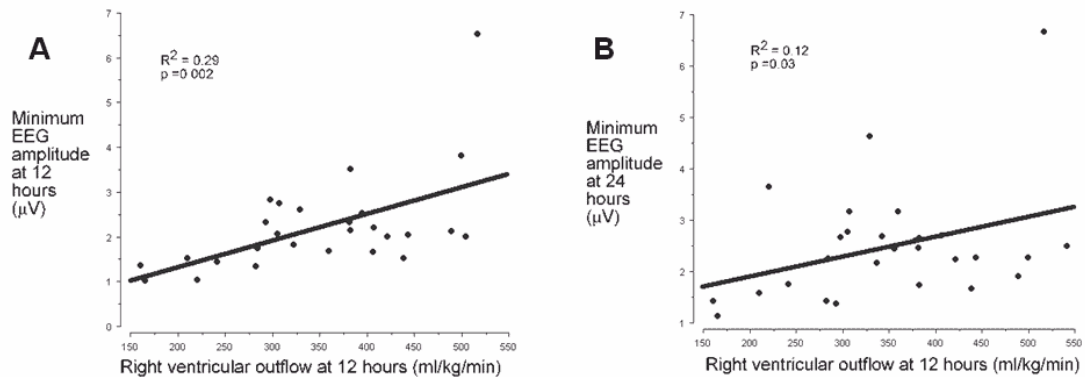 A
R2 = 0.29
p =0 002
Minimum
EEG
amplitude
at 12
hours
(μV)
7
6
5
4
3
2
1
0
150 200 250 300 350 400 450 500 550
Right ventricular outflow at 12 hours (ml/kg/min)
B
R2 = 0.12
p =0.03
Minimum
EEG
amplitude
at 24
hours
(μV)
7
6
5
4
3
2
1
150 200 250 300 350 400 450 500 550
Right ventricular outflow at 12 hours (ml/kg/min)